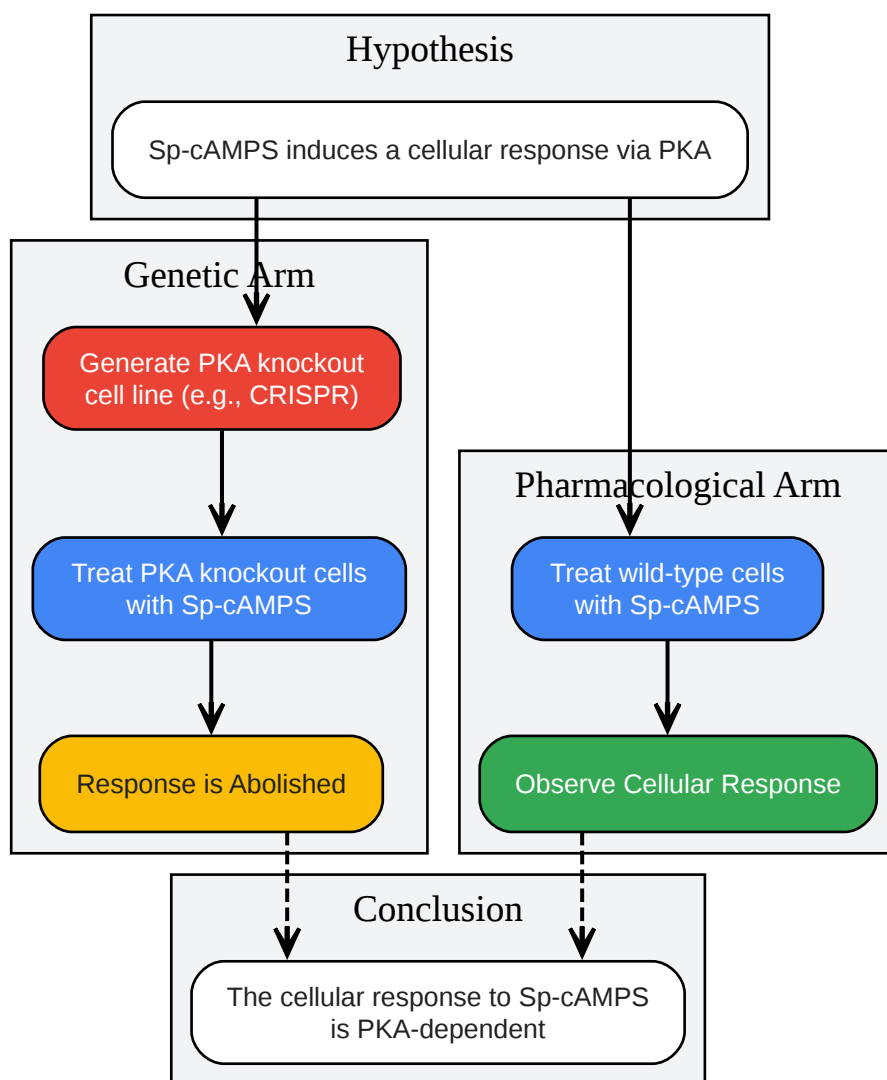 Hypothesis
Sp-cAMPS induces a cellular response via PKA
Genetic Arm
Generate PKA knockout
cell line (e.g., CRISPR)
Treat PKA knockout cells
with Sp-cAMPS
Response is Abolished
Pharmacological Arm
Treat wild-type cells
with Sp-cAMPS
Observe Cellular Response
Conclusion
The cellular response to Sp-cAMPS
is PKA-dependent